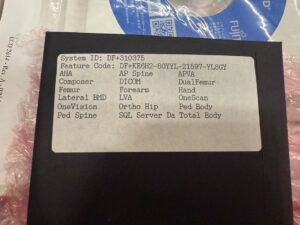 System ID: DF+310375
Feature Code: DF+KE6H2-80YYL-21597-YL8GY
AHA AP Spine APVA
Composer DICOM DualFemur
Femur Forearm Hand
Lateral BMD LVA OneScan
OneVision Ortho Hip Ped Body
Ped Spine SQL Server Da Total Body
FUJI